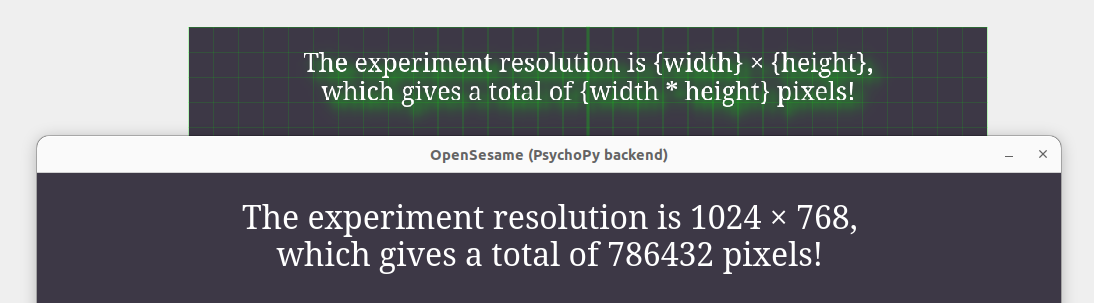 The experiment resolution is {width} × {height},
which gives a total of {width * height} pixels!
OpenSesame (PsychoPy backend)
The experiment resolution is 1024 × 768,
which gives a total of 786432 pixels!